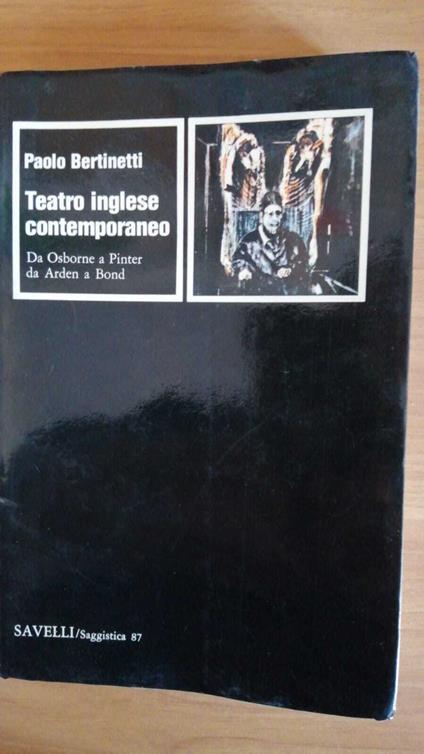 Paolo Bertinetti
Teatro inglese
contemporaneo
Da Osborne a Pinter
da Arden a Bond
SAVELLI/Saggistica 87